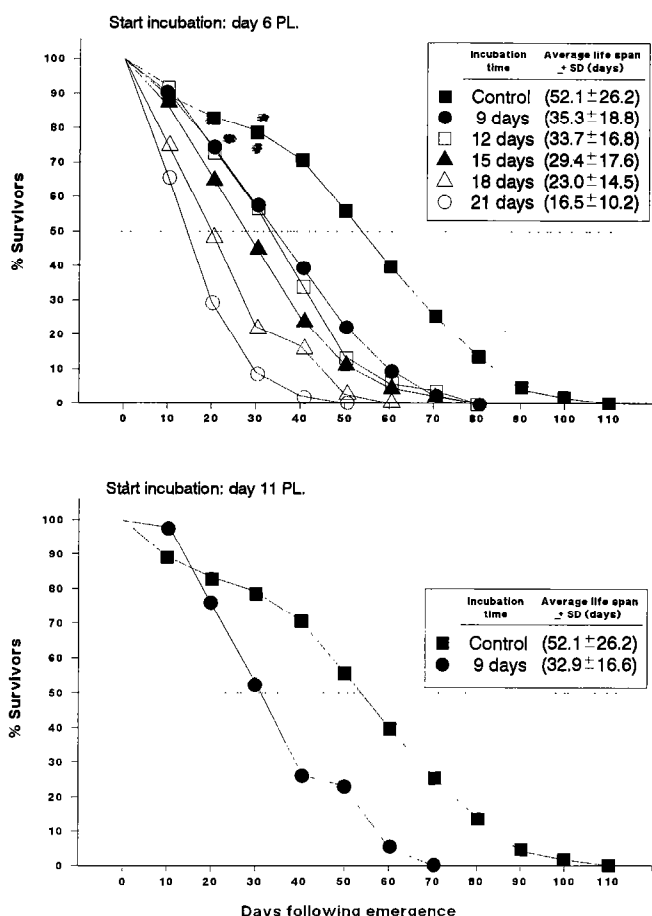 Start incubation: day 6 PL.
Incubation time Average life span ± SD (days)
Control (52.1±26.2)
9 days (35.3±18.8)
12 days (33.7±16.8)
15 days (29.4±17.6)
18 days (23.0±14.5)
21 days (16.5±10.2)
% Survivors
100
90
80
70
60
50
40
30
20
10
0
0 10 20 30 40 50 60 70 80 90 100 110
Start incubation: day 11 PL.
Incubation time Average life span ± SD (days)
Control (52.1±26.2)
9 days (32.9±16.6)
% Survivors
100
90
80
70
60
50
40
30
20
10
0
0 10 20 30 40 50 60 70 80 90 100 110
Days following emergence